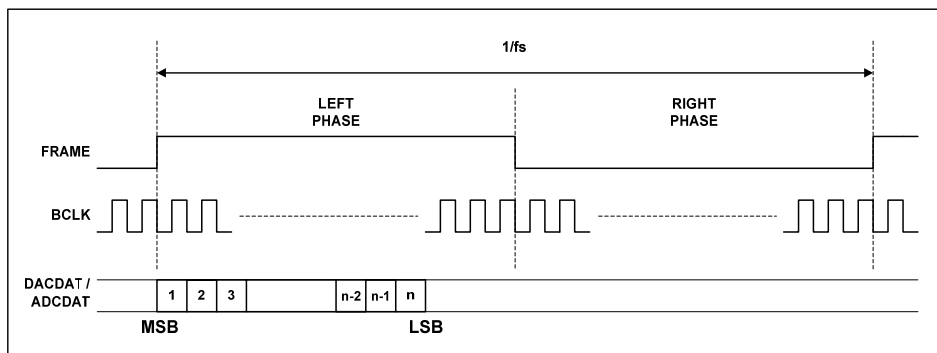 1/fs
LEFT
PHASE
RIGHT
PHASE
FRAME
BCLK
DACDAT /
ADCDAT
1 2 3 n-2 n-1 n
MSB LSB